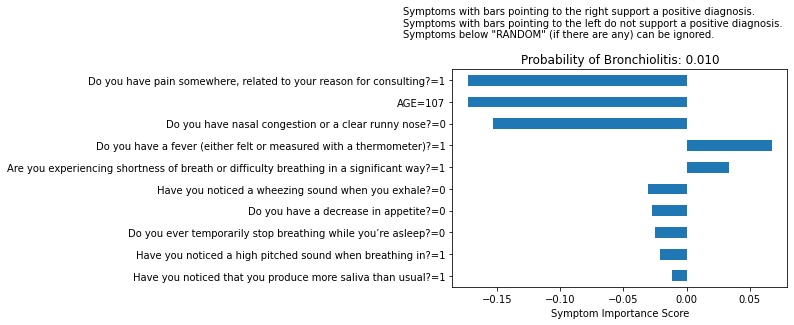 Symptoms with bars pointing to the right support a positive diagnosis.
Symptoms with bars pointing to the left do not support a positive diagnosis.
Symptoms below "RANDOM" (if there are any) can be ignored.
Probability of Bronchiolitis: 0.010
Do you have pain somewhere, related to your reason for consulting?=1
AGE=107
Do you have nasal congestion or a clear runny nose?=0
Do you have a fever (either felt or measured with a thermometer)?=1
Are you experiencing shortness of breath or difficulty breathing in a significant way?=1
Have you noticed a wheezing sound when you exhale?=0
Do you have a decrease in appetite?=0
Do you ever temporarily stop breathing while you’re asleep?=0
Have you noticed a high pitched sound when breathing in?=1
Have you noticed that you produce more saliva than usual?=1
−0.15 −0.10 −0.05 0.00 0.05
Symptom Importance Score